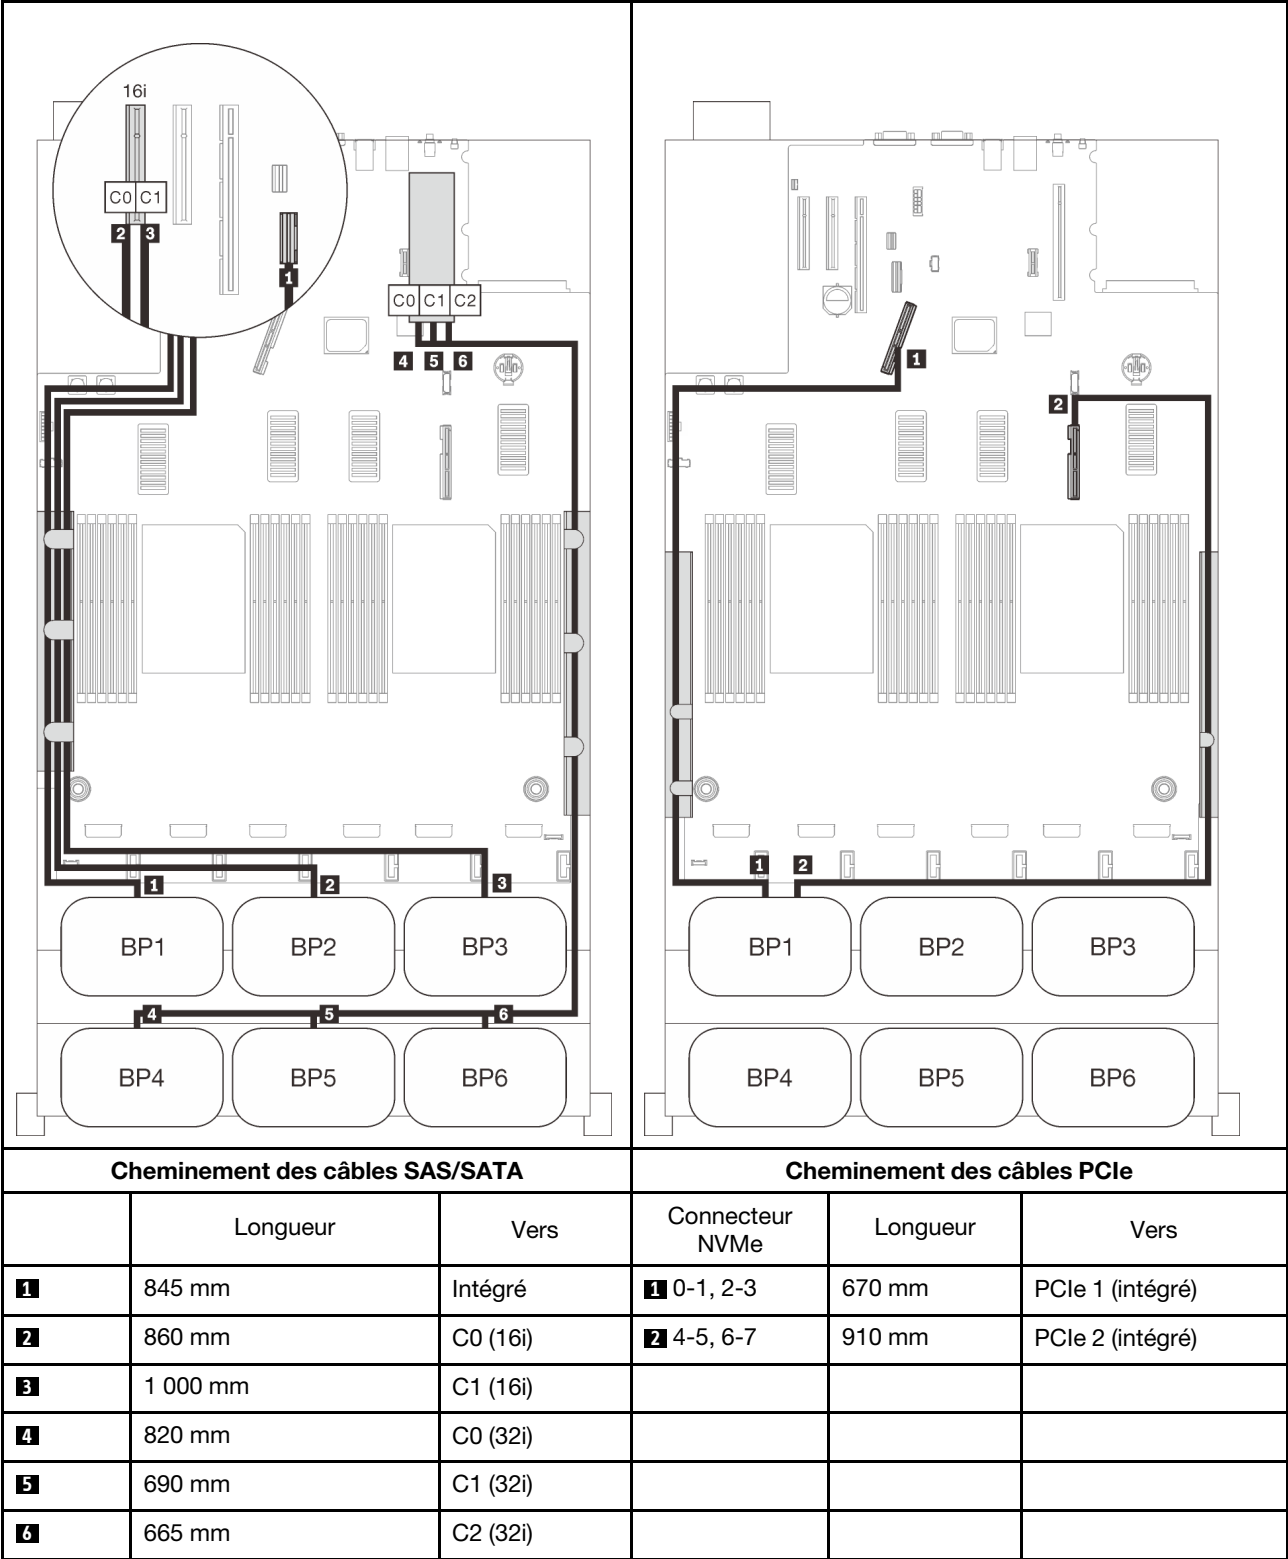 16i
C0 C1
2 3
1
C0 C1 C2
4 5 6
1 2 3
BP1 BP2 BP3
4 5 6
BP4 BP5 BP6
1
2
1 2
BP1 BP2 BP3
BP4 BP5 BP6
Cheminement des câbles SAS/SATA
Cheminement des câbles PCIe
Longueur Vers
Connecteur
NVMe
Longueur Vers
1 845 mm Intégré 1 0-1, 2-3 670 mm PCIe 1 (intégré)
2 860 mm C0 (16i) 2 4-5, 6-7 910 mm PCIe 2 (intégré)
3 1 000 mm C1 (16i)
4 820 mm C0 (32i)
5 690 mm C1 (32i)
6 665 mm C2 (32i)